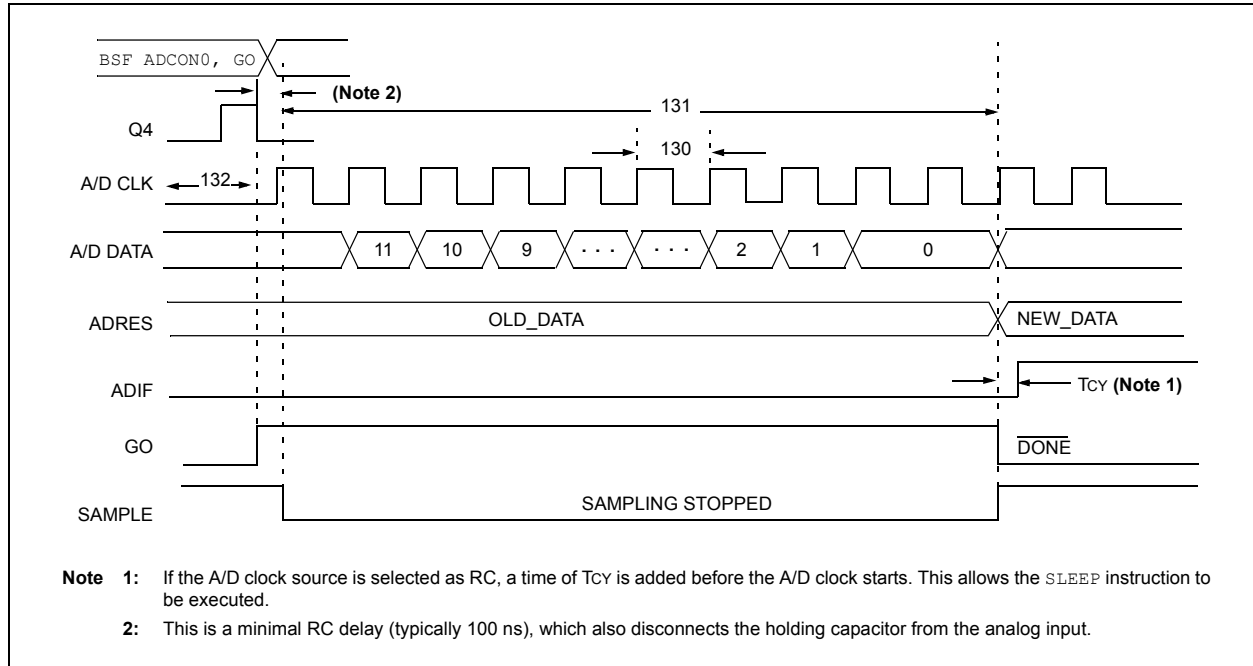 BSF ADCON0, GO
(Note 2)
131
Q4
130
A/D CLK
132
A/D DATA
11 10 9 . . . . . . 2 1 0
ADRES
OLD_DATA
NEW_DATA
ADIF
TCY (Note 1)
GO
DONE
SAMPLE
SAMPLING STOPPED
Note 1: If the A/D clock source is selected as RC, a time of TCY is added before the A/D clock starts. This allows the SLEEP instruction to
be executed.
2: This is a minimal RC delay (typically 100 ns), which also disconnects the holding capacitor from the analog input.